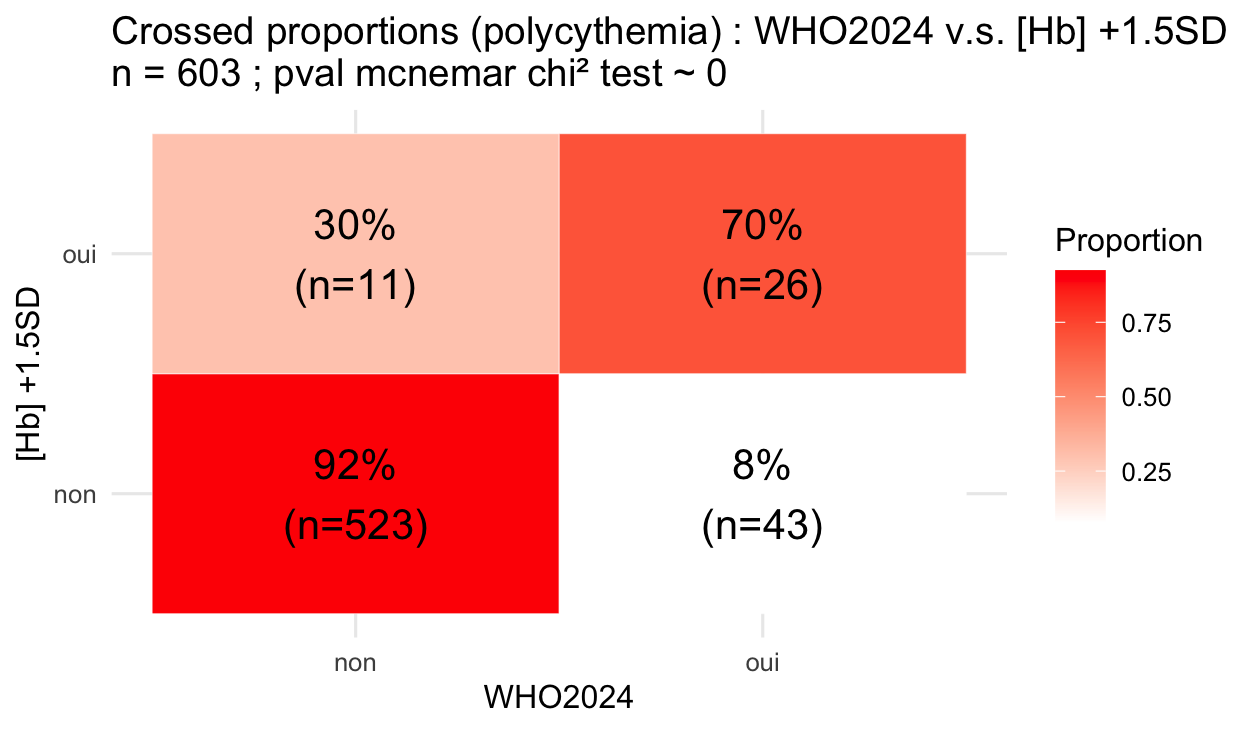 Crossed proportions (polycythemia) : WHO2024 v.s. [Hb] +1.5SD
n = 603 ; pval mcnemar chi² test ~ 0
30%
(n=11)
70%
(n=26)
92%
(n=523)
8%
(n=43)
oui
non
[Hb] +1.5SD
non
oui
WHO2024
Proportion
0.75
0.50
0.25